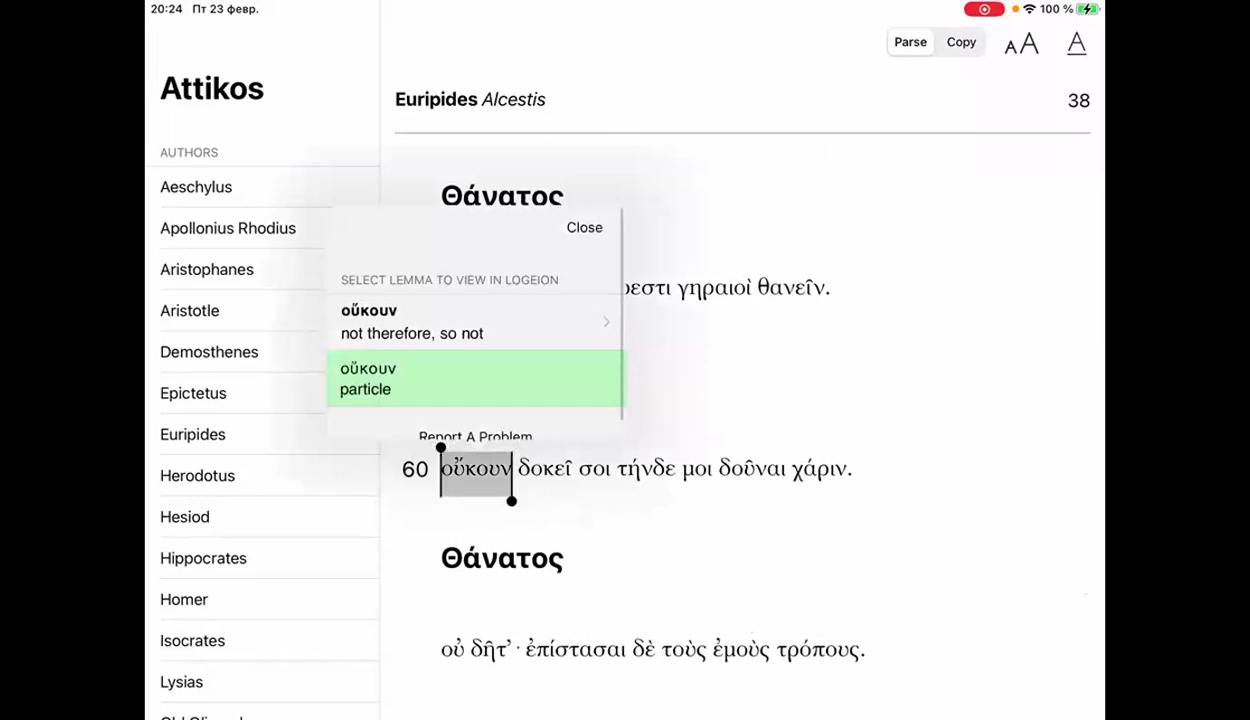 20:24 Пт 23 февр.
100 %
Parse Copy
AA A
Attikos
Euripides Alcestis 38
AUTHORS
Aeschylus
Apollonius Rhodius
Aristophanes
Aristotle
Demosthenes
Epictetus
Euripides
Herodotus
Hesiod
Hippocrates
Homer
Isocrates
Lysias
Θάνατος
γηραιοὶ θανεῖν.
Close
SELECT LEMMA TO VIEW IN LOGEION
οὔκουν
not therefore, so not
οὔκουν
particle
Report A Problem
60 οὔκουν δοκεῖ σοι τήνδε μοι δοῦναι χάριν.
Θάνατος
οὐ δῆτ’· ἐπίστασαι δὲ τοὺς ἐμοὺς τρόπους.